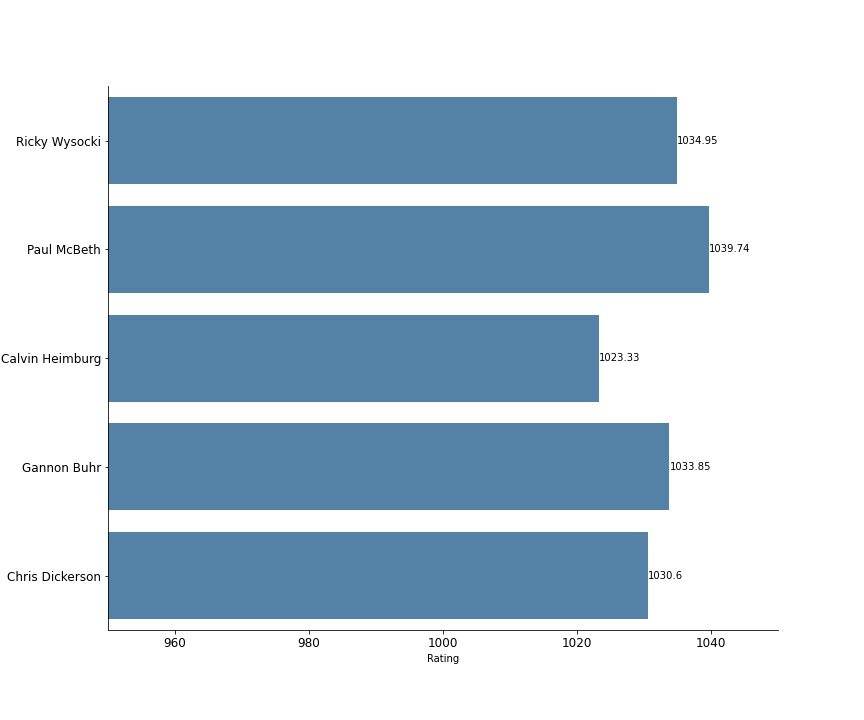 Ricky Wysocki 1034.95
Paul McBeth 1039.74
Calvin Heimburg 1023.33
Gannon Buhr 1033.85
Chris Dickerson 1030.6
960 980 1000 1020 1040
Rating